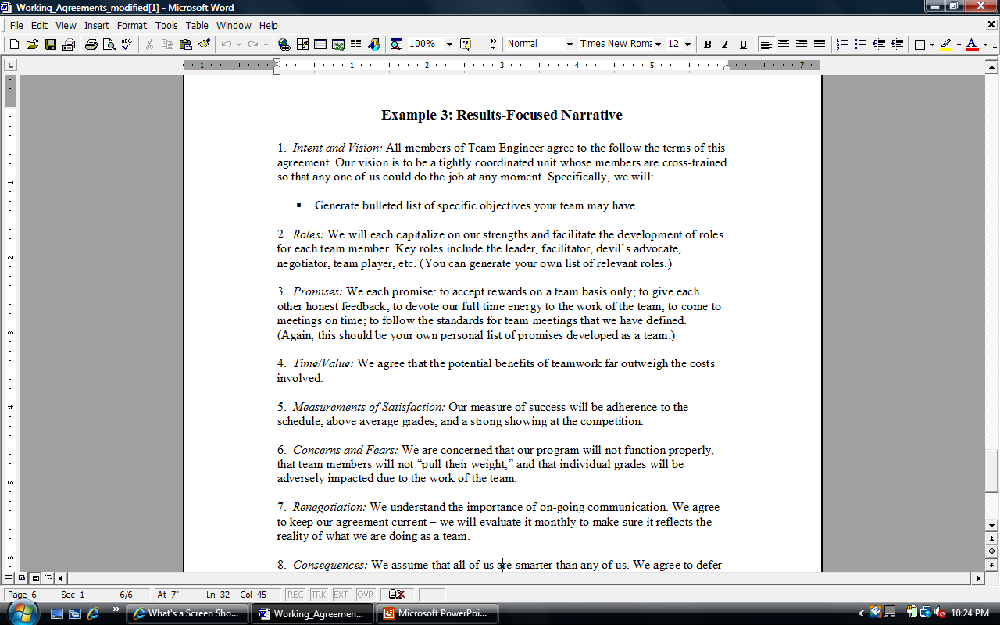 Working_Agreements_modified[1] - Microsoft Word
File Edit View Insert Format Tools Table Window Help
100% Normal Times New Roma 12 B I U
1 1 2 3 4 5 7
Example 3: Results-Focused Narrative
1. Intent and Vision: All members of Team Engineer agree to the follow the terms of this
agreement. Our vision is to be a tightly coordinated unit whose members are cross-trained
so that any one of us could do the job at any moment. Specifically, we will:
▪ Generate bulleted list of specific objectives your team may have
2. Roles: We will each capitalize on our strengths and facilitate the development of roles
for each team member. Key roles include the leader, facilitator, devil’s advocate,
negotiator, team player, etc. (You can generate your own list of relevant roles.)
3. Promises: We each promise: to accept rewards on a team basis only; to give each
other honest feedback; to devote our full time energy to the work of the team; to come to
meetings on time; to follow the standards for team meetings that we have defined.
(Again, this should be your own personal list of promises developed as a team.)
4. Time/Value: We agree that the potential benefits of teamwork far outweigh the costs
involved.
5. Measurements of Satisfaction: Our measure of success will be adherence to the
schedule, above average grades, and a strong showing at the competition.
6. Concerns and Fears: We are concerned that our program will not function properly,
that team members will not “pull their weight,” and that individual grades will be
adversely impacted due to the work of the team.
7. Renegotiation: We understand the importance of on-going communication. We agree
to keep our agreement current – we will evaluate it monthly to make sure it reflects the
reality of what we are doing as a team.
8. Consequences: We assume that all of us are smarter than any of us. We agree to defer
1
2
3
4
5
6
Page 6 Sec 1 6/6 At 7" Ln 32 Col 45 REC TRK EXT OVR
What's a Screen Sho... Working_Agreemen... Microsoft PowerPoi... 10:24 PM